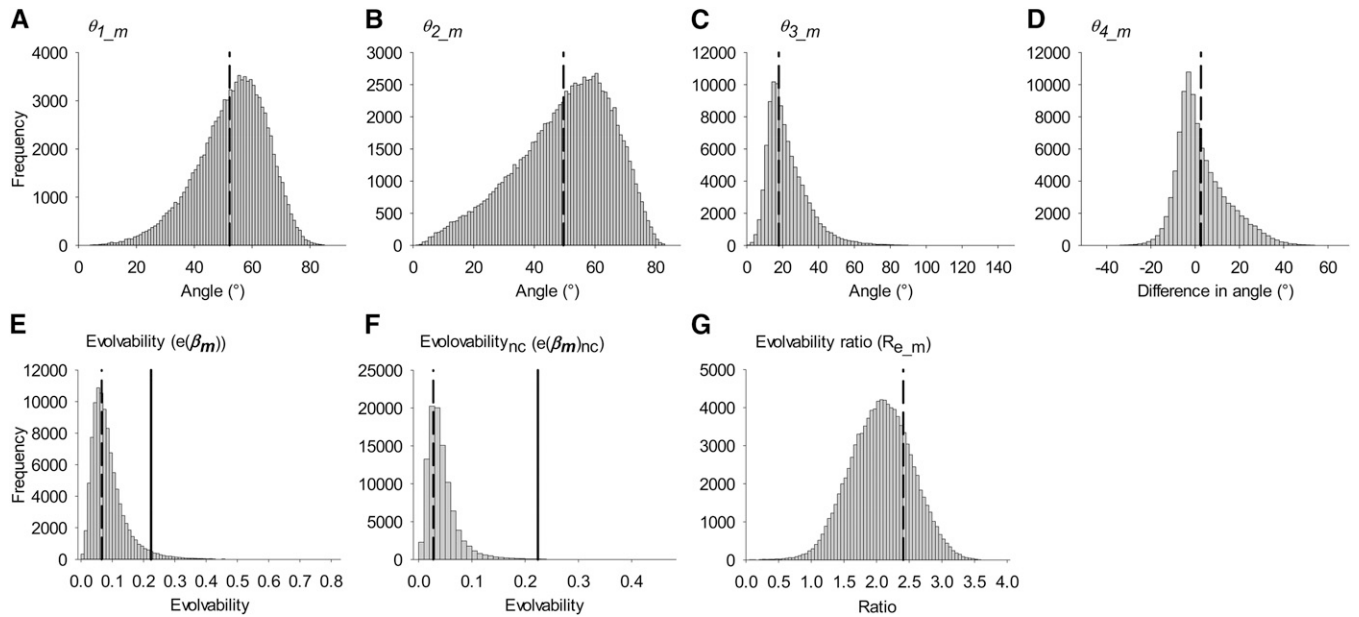 A
θ1_m
4000
3000
2000
1000
0
Frequency
0 20 40 60 80
Angle (°)
B
θ2_m
3000
2500
2000
1500
1000
500
0
0 20 40 60 80
Angle (°)
C
θ3_m
12000
10000
8000
6000
4000
2000
0
0 20 40 60 80 100 120 140
Angle (°)
D
θ4_m
12000
10000
8000
6000
4000
2000
0
-40 -20 0 20 40 60
Difference in angle (°)
E
Evolvability (e(βm))
12000
10000
8000
6000
4000
2000
0
Frequency
0.0 0.1 0.2 0.3 0.4 0.5 0.6 0.7 0.8
Evolvability
F
Evolovabilitync (e(βm)nc)
25000
20000
15000
10000
5000
0
0.0 0.1 0.2 0.3 0.4
Evolvability
G
Evolvability ratio (Re_m)
5000
4000
3000
2000
1000
0
0.0 0.5 1.0 1.5 2.0 2.5 3.0 3.5 4.0
Ratio